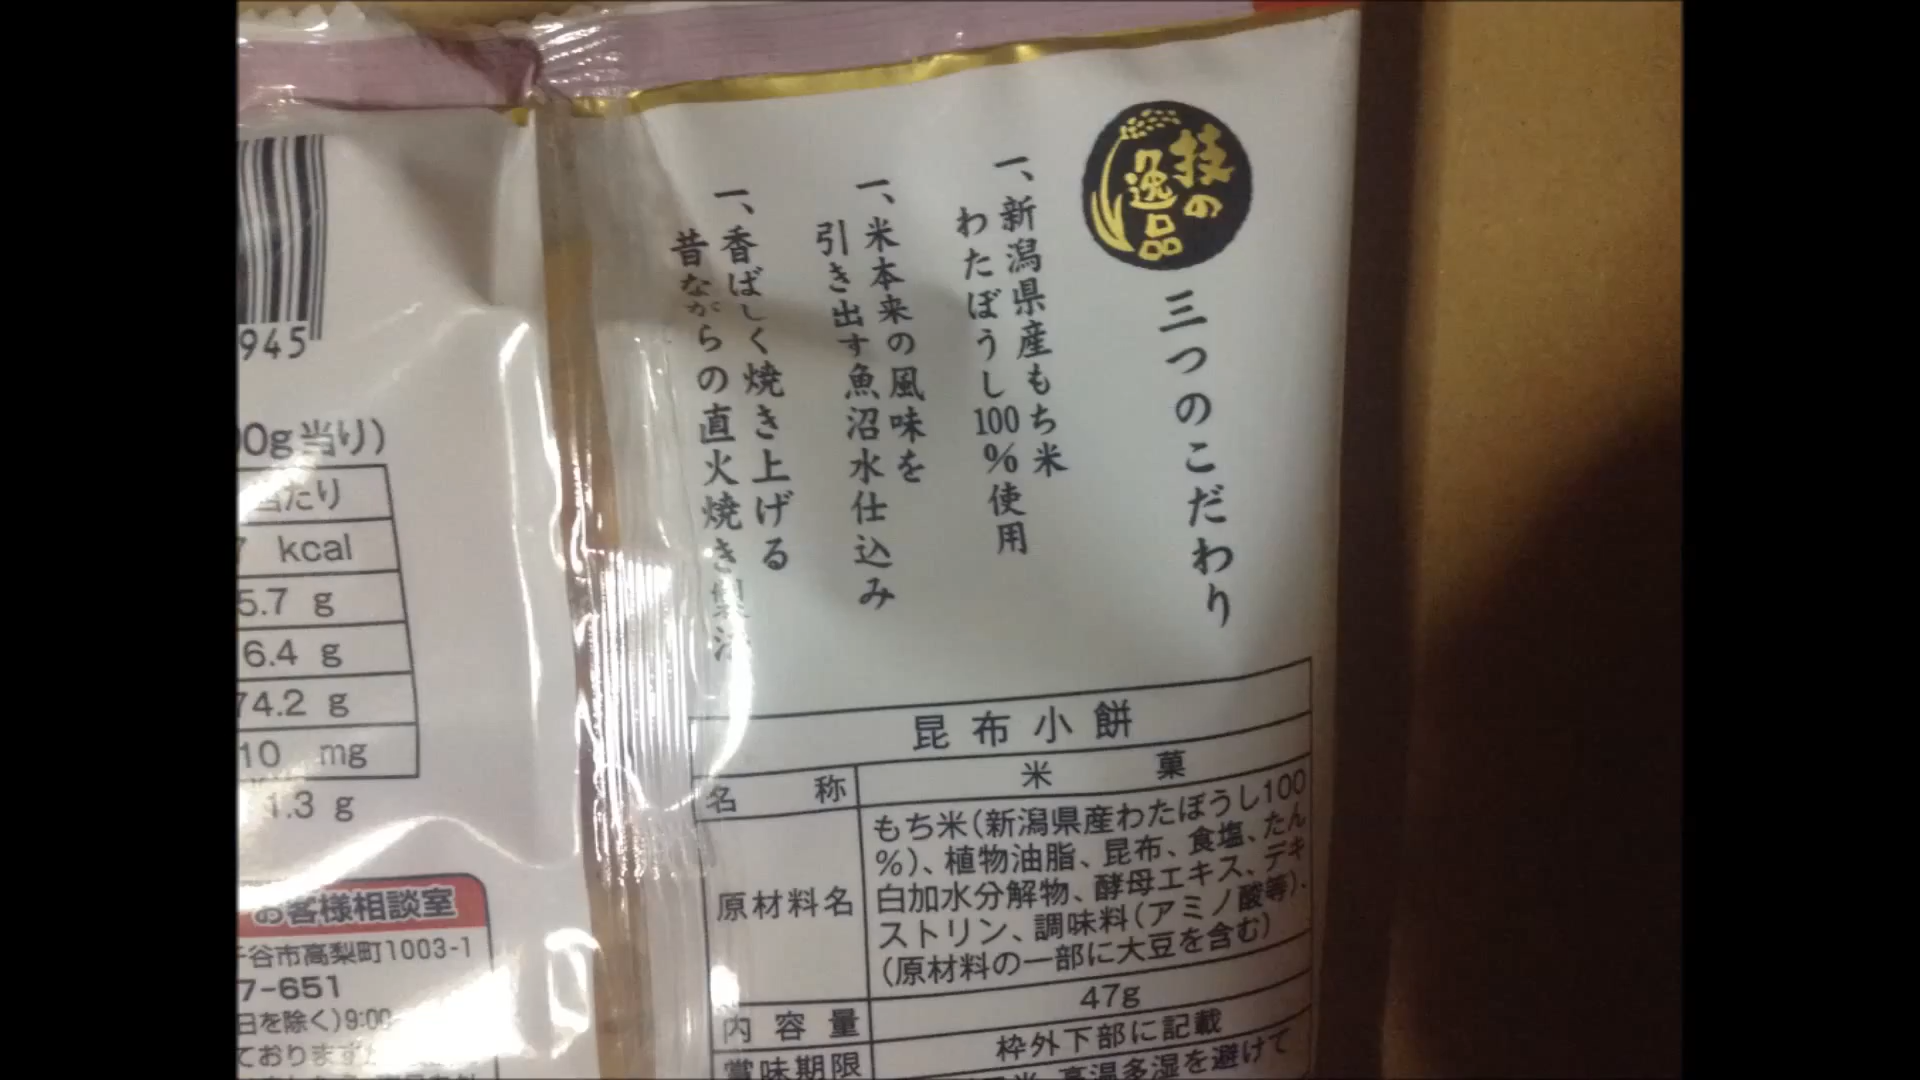 技の
逸品
三つのこだわり
一、新潟県産もち米
わたぼうし100%使用
一、米本来の風味を
引き出す魚沼水仕込み
一、香ばしく焼き上げる
昔ながらの直火焼き製法
945
00g当り)
当たり
kcal
5.7 g
6.4 g
74.2 g
10 mg
1.3 g
お客様相談室
千谷市高梨町1003-1
7-651
日を除く)9:00
ております
昆布小餅
名称 米菓
原材料名 もち米(新潟県産わたぼうし100
%)、植物油脂、昆布、食塩、たん
白加水分解物、酵母エキス、デキ
ストリン、調味料(アミノ酸等)、
(原材料の一部に大豆を含む)
内容量 47g
賞味期限 枠外下部に記載
高温多湿を避けて